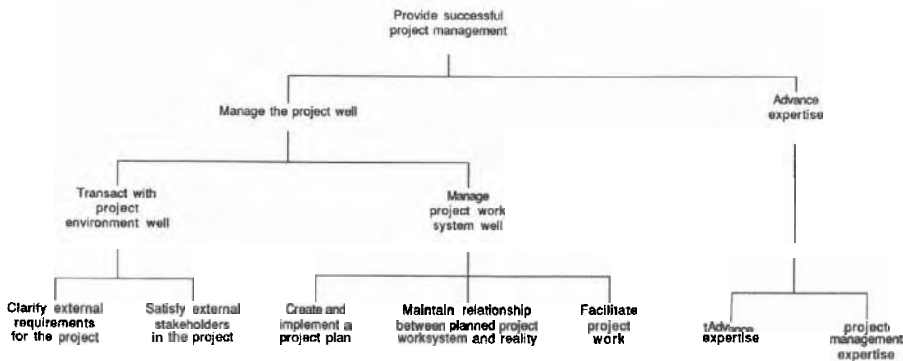 Provide successful
project management
Manage the project well
Advance
expertise
Transact with
project
environment well
Manage
project work
system well
Clarify external
requirements
for the project
Satisfy external
stakeholders
in the project
Create and
implement a
project plan
Maintain relationship
between planned project
worksystem and reality
Facilitate
project
work
tAdvance
expertise
project
management
expertise